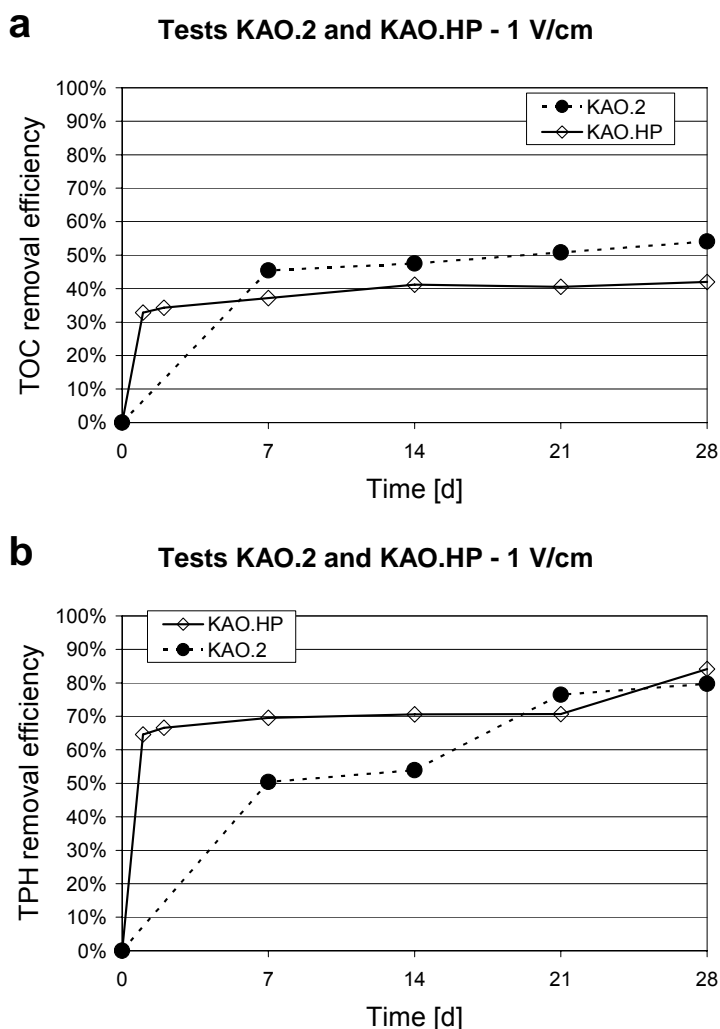 a
Tests KAO.2 and KAO.HP - 1 V/cm
100%
90%
80%
70%
60%
50%
40%
30%
20%
10%
0%
TOC removal efficiency
KAO.2
KAO.HP
0 7 14 21 28
Time [d]
b
Tests KAO.2 and KAO.HP - 1 V/cm
100%
90%
80%
70%
60%
50%
40%
30%
20%
10%
0%
TPH removal efficiency
KAO.HP
KAO.2
0 7 14 21 28
Time [d]